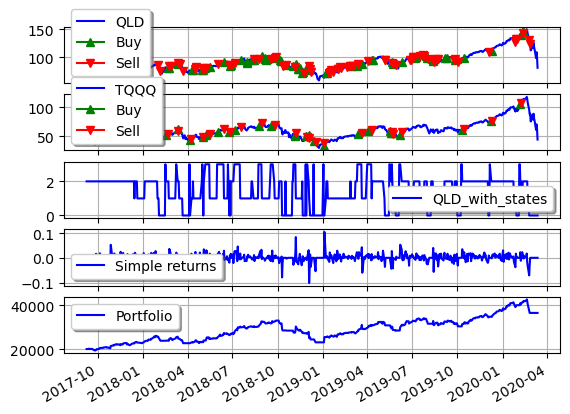 150
QLD
Buy
100
Sell
TQQQ
100
Buy
50
Sell
2
QLD_with_states
0
0.1
0.0
Simple returns
−0.1
40000
Portfolio
20000
2017-10 2018-01 2018-04 2018-07 2018-10 2019-01 2019-04 2019-07 2019-10 2020-01 2020-04